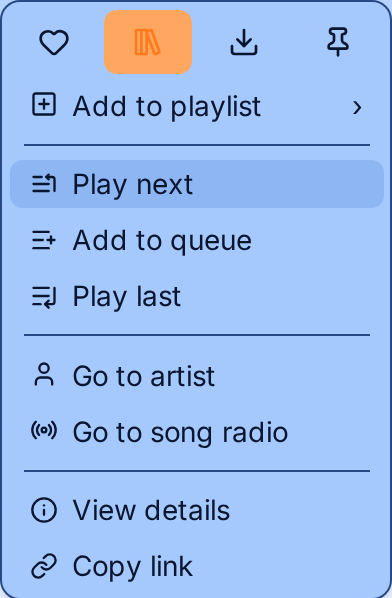 Add to playlist
Play next
Add to queue
Play last
Go to artist
Go to song radio
View details
Copy link